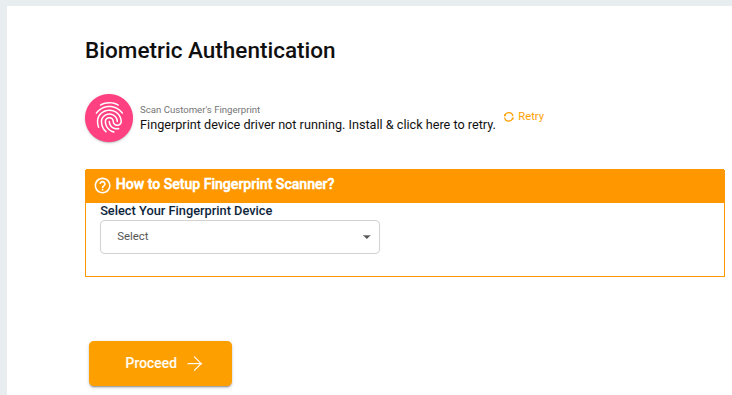 Biometric Authentication
Scan Customer's Fingerprint
Fingerprint device driver not running. Install & click here to retry.
Retry
How to Setup Fingerprint Scanner?
Select Your Fingerprint Device
Select
Proceed